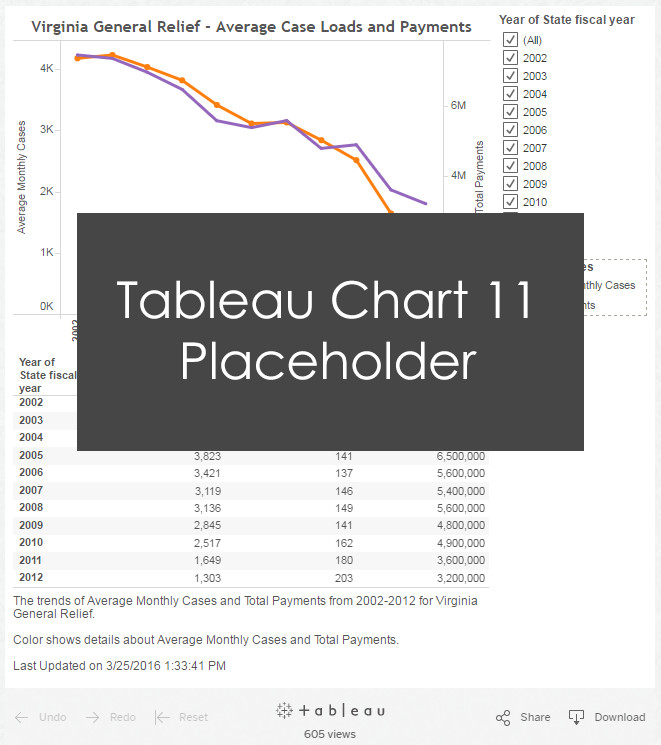 Virginia General Relief - Average Case Loads and Payments
Year of State fiscal year
(All)
2002
2003
2004
2005
2006
2007
2008
2009
2010
4K
3K
2K
1K
0K
Average Monthly Cases
6M
4M
Total Payments
2002
Tableau Chart 11
Placeholder
Cases
nts
Year of
State fiscal
year
2002
2003
2004
2005 3,823 141 6,500,000
2006 3,421 137 5,600,000
2007 3,119 146 5,400,000
2008 3,136 149 5,600,000
2009 2,845 141 4,800,000
2010 2,517 162 4,900,000
2011 1,649 180 3,600,000
2012 1,303 203 3,200,000
The trends of Average Monthly Cases and Total Payments from 2002-2012 for Virginia
General Relief.
Color shows details about Average Monthly Cases and Total Payments.
Last Updated on 3/25/2016 1:33:41 PM
Undo Redo Reset
+ableau
605 views
Share Download